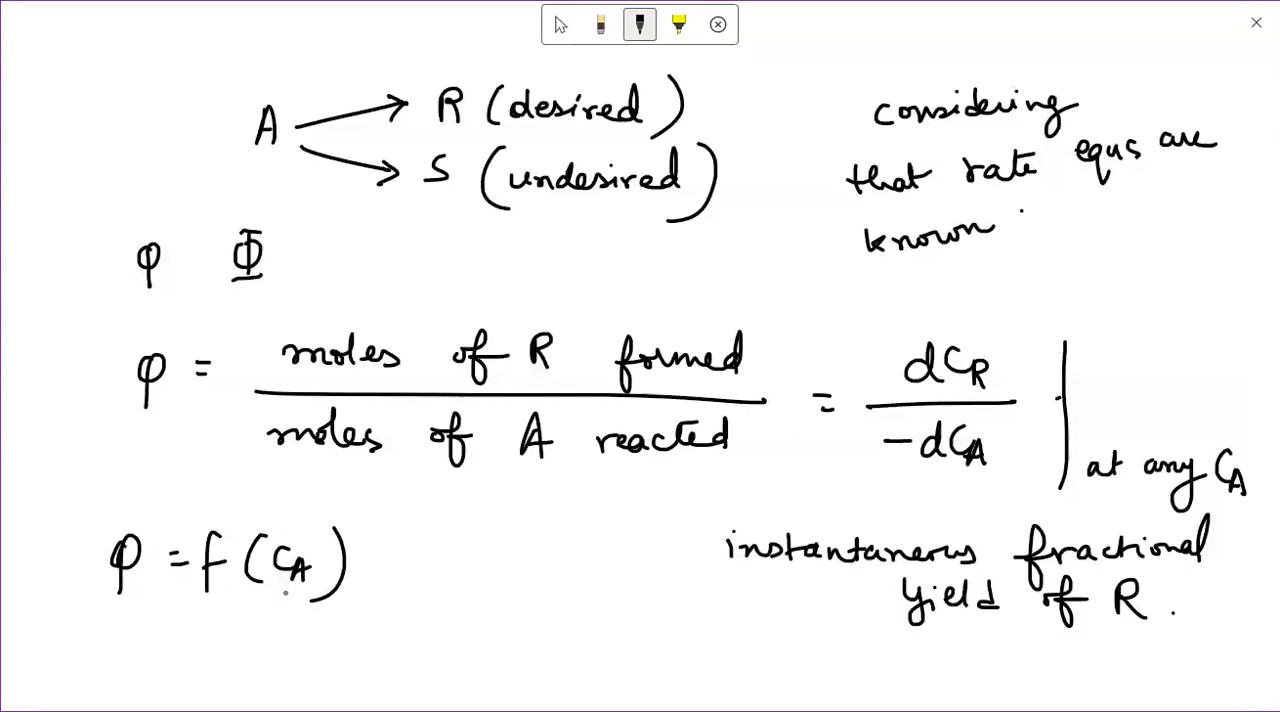 A → R (desired)
→ S (undesired)
considering
that rate equs are
known.
φ Φ
φ = moles of R formed / moles of A reacted = dC_R / -dC_A | at any C_A
φ = f (C_A)
instantaneous fractional
yield of R.